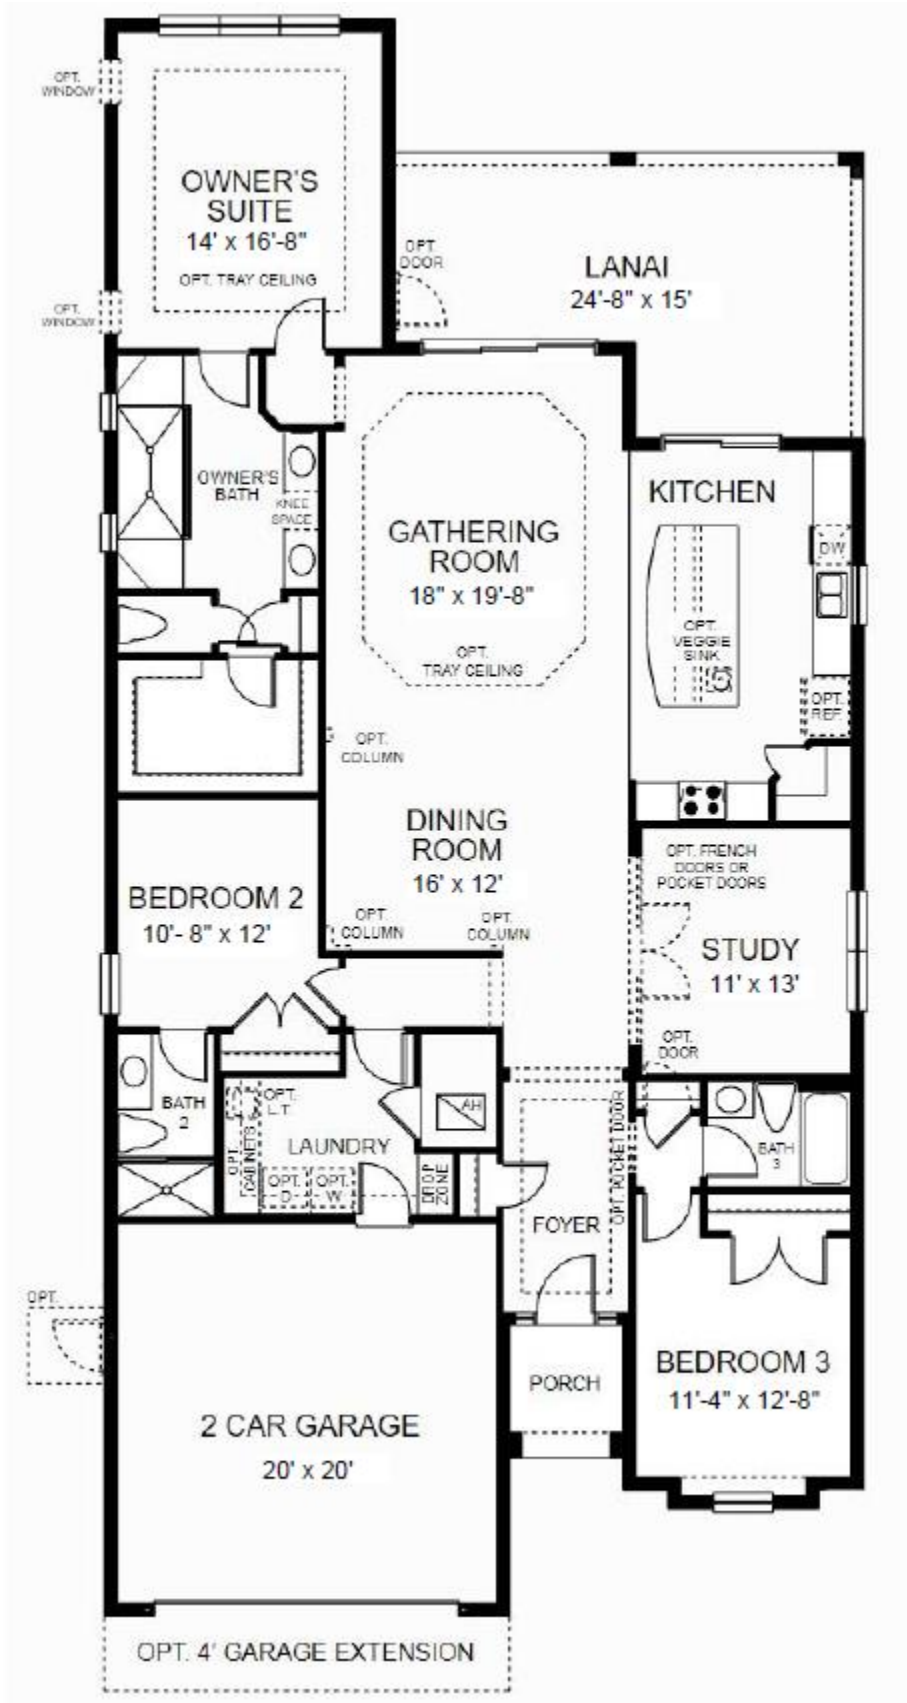 OPT.
WINDOW
OWNER'S
SUITE
14' x 16'-8"
OPT. TRAY CEILING
OPT.
WINDOW
OPT.
DOOR
LANAI
24'-8" x 15'
OWNER'S
BATH
KNEE
SPACE
GATHERING
ROOM
18" x 19'-8"
OPT.
TRAY CEILING
KITCHEN
DW
OPT.
VEGGIE
SINK
OPT.
REF.
OPT.
COLUMN
DINING
ROOM
16' x 12'
OPT.
COLUMN
OPT.
COLUMN
BEDROOM 2
10'- 8" x 12'
OPT. FRENCH
DOORS OR
POCKET DOORS
STUDY
11' x 13'
OPT.
DOOR
BATH
2
OPT.
L.T.
AH
LAUNDRY
OPT.
CABINETS
OPT.
D
OPT.
W
DROP
ZONE
OPT. POCKET DOOR
FOYER
BATH
3
OPT.
PORCH
BEDROOM 3
11'-4" x 12'-8"
2 CAR GARAGE
20' x 20'
OPT. 4' GARAGE EXTENSION